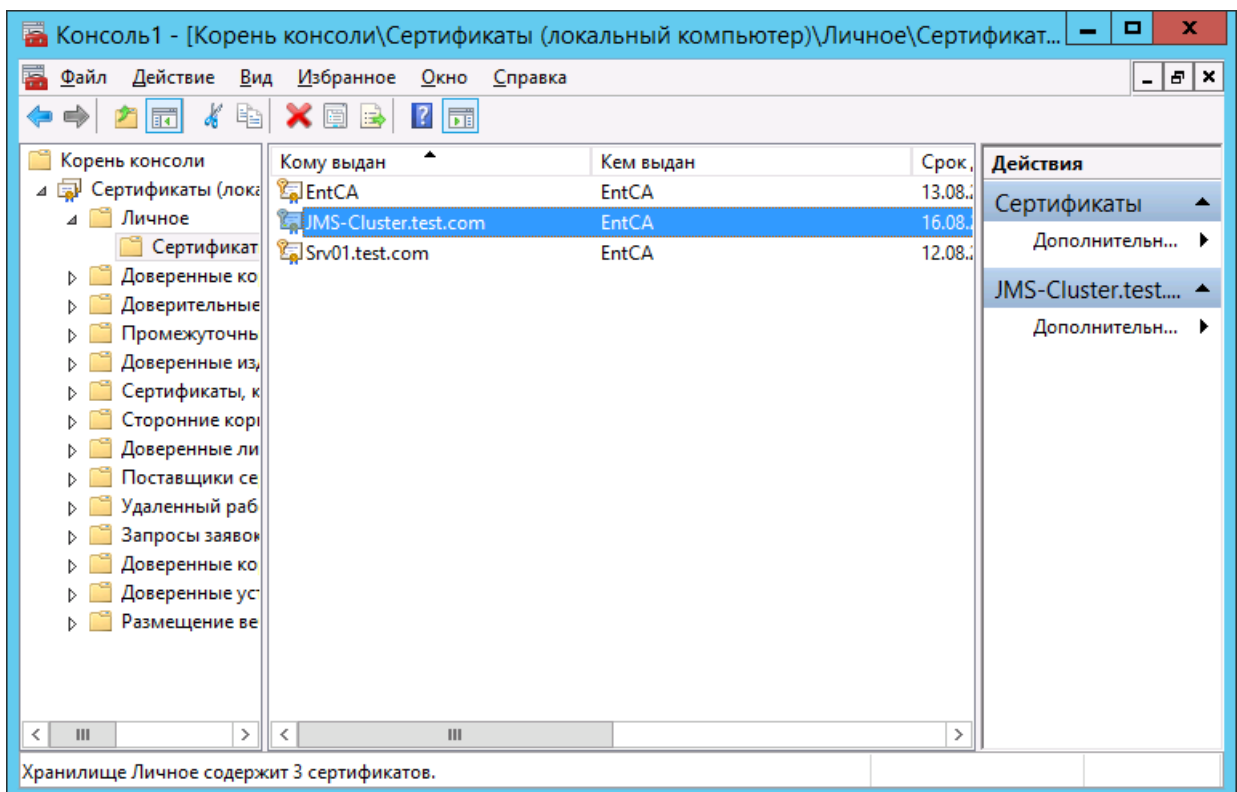 Консоль1 - [Корень консоли\Сертификаты (локальный компьютер)\Личное\Сертификат...
Файл Действие Вид Избранное Окно Справка
Корень консоли
Сертификаты (лока
Личное
Сертификат
Доверенные ко
Доверительные
Промежуточнь
Доверенные из
Сертификаты, к
Сторонние кор
Доверенные ли
Поставщики се
Удаленный раб
Запросы заявок
Доверенные ко
Доверенные ус
Размещение ве
Кому выдан Кем выдан Срок
EntCA EntCA 13.08.
JMS-Cluster.test.com EntCA 16.08.
Srv01.test.com EntCA 12.08.
Действия
Сертификаты
Дополнительн...
JMS-Cluster.test....
Дополнительн...
Хранилище Личное содержит 3 сертификатов.